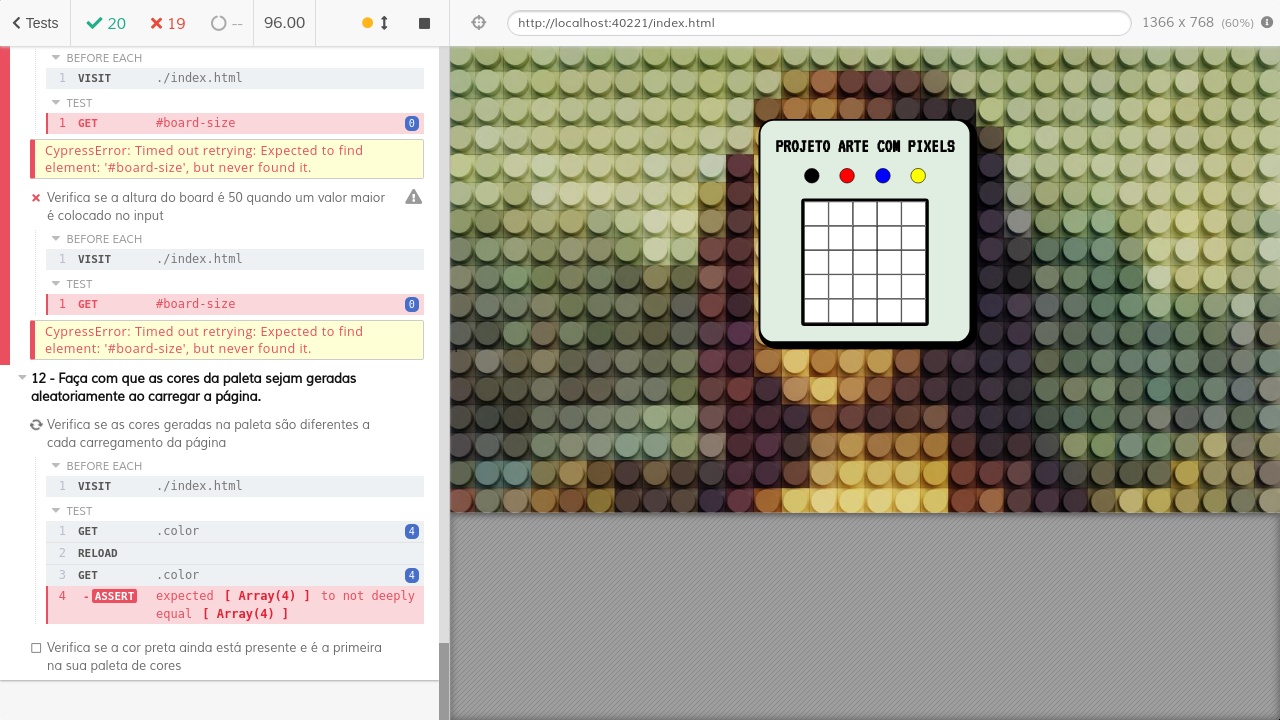 Tests
20
19
--
96.00
http://localhost:40221/index.html
1366 x 768 (60%)
BEFORE EACH
1 VISIT ./index.html
TEST
1 GET #board-size 0
CypressError: Timed out retrying: Expected to find
element: '#board-size', but never found it.
Verifica se a altura do board é 50 quando um valor maior
é colocado no input
BEFORE EACH
1 VISIT ./index.html
TEST
1 GET #board-size 0
CypressError: Timed out retrying: Expected to find
element: '#board-size', but never found it.
12 - Faça com que as cores da paleta sejam geradas
aleatoriamente ao carregar a página.
Verifica se as cores geradas na paleta são diferentes a
cada carregamento da página
BEFORE EACH
1 VISIT ./index.html
TEST
1 GET .color 4
2 RELOAD
3 GET .color 4
4 -ASSERT expected [ Array(4) ] to not deeply
equal [ Array(4) ]
Verifica se a cor preta ainda está presente e é a primeira
na sua paleta de cores
PROJETO ARTE COM PIXELS